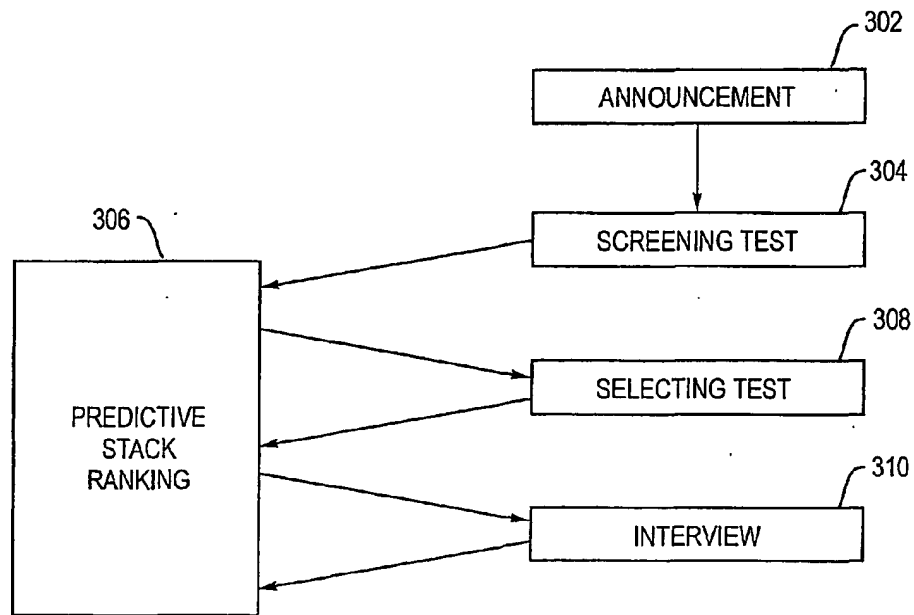 302
ANNOUNCEMENT
304
306
SCREENING TEST
308
SELECTING TEST
PREDICTIVE
STACK
RANKING
310
INTERVIEW